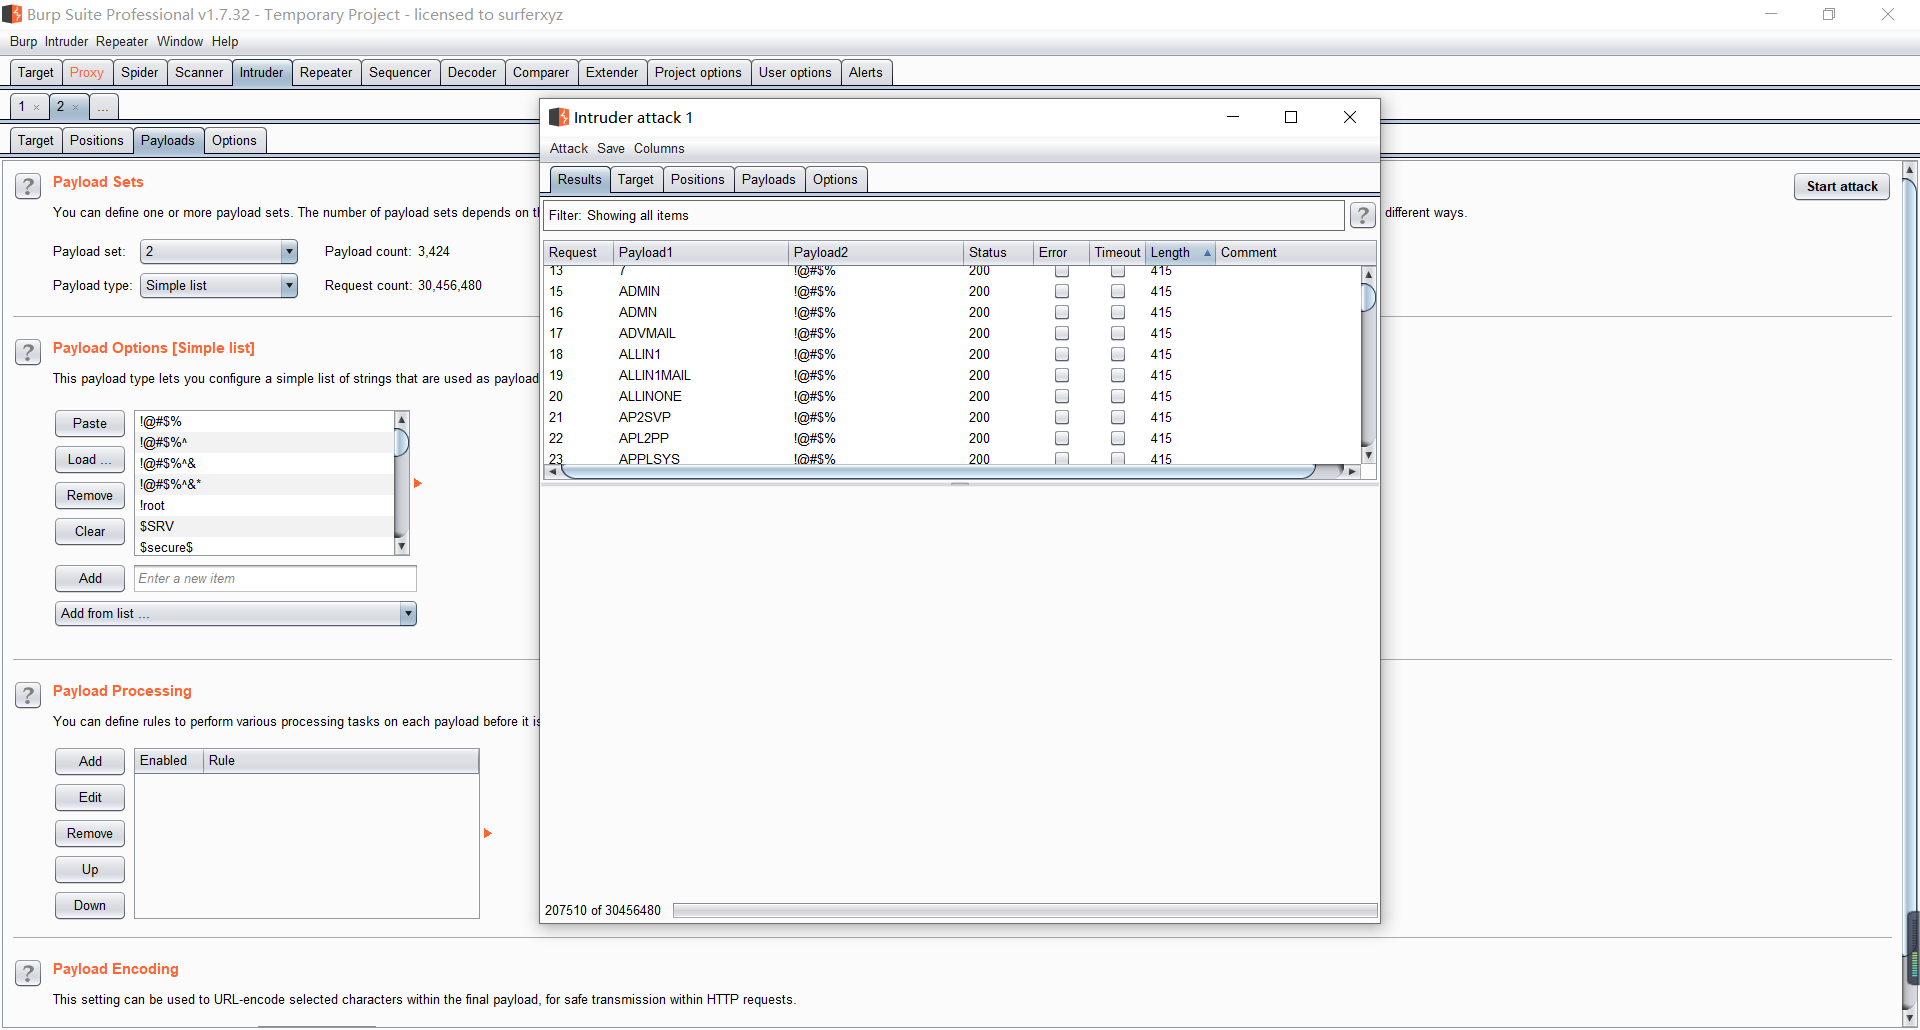 Burp Suite Professional v1.7.32 - Temporary Project - licensed to surferxyz
Burp Intruder Repeater Window Help
Target Proxy Spider Scanner Intruder Repeater Sequencer Decoder Comparer Extender Project options User options Alerts
1 × 2 × ...
Target Positions Payloads Options
? Payload Sets
Start attack
You can define one or more payload sets. The number of payload sets depends on th
different ways.
Payload set: 2 Payload count: 3,424
Payload type: Simple list Request count: 30,456,480
? Payload Options [Simple list]
This payload type lets you configure a simple list of strings that are used as payload
Paste
Load ...
Remove
Clear
!@#$%
!@#$%^
!@#$%^&
!@#$%^&*
!root
$SRV
$secure$
Add Enter a new item
Add from list ...
? Payload Processing
You can define rules to perform various processing tasks on each payload before it is
Add
Edit
Remove
Up
Down
Enabled Rule
? Payload Encoding
This setting can be used to URL-encode selected characters within the final payload, for safe transmission within HTTP requests.
Intruder attack 1
Attack Save Columns
Results Target Positions Payloads Options
Filter: Showing all items ?
Request Payload1 Payload2 Status Error Timeout Length Comment
13 7 !@#$% 200 415
15 ADMIN !@#$% 200 415
16 ADMN !@#$% 200 415
17 ADVMAIL !@#$% 200 415
18 ALLIN1 !@#$% 200 415
19 ALLIN1MAIL !@#$% 200 415
20 ALLINONE !@#$% 200 415
21 AP2SVP !@#$% 200 415
22 APL2PP !@#$% 200 415
23 APPLSYS !@#$% 200 415
207510 of 30456480